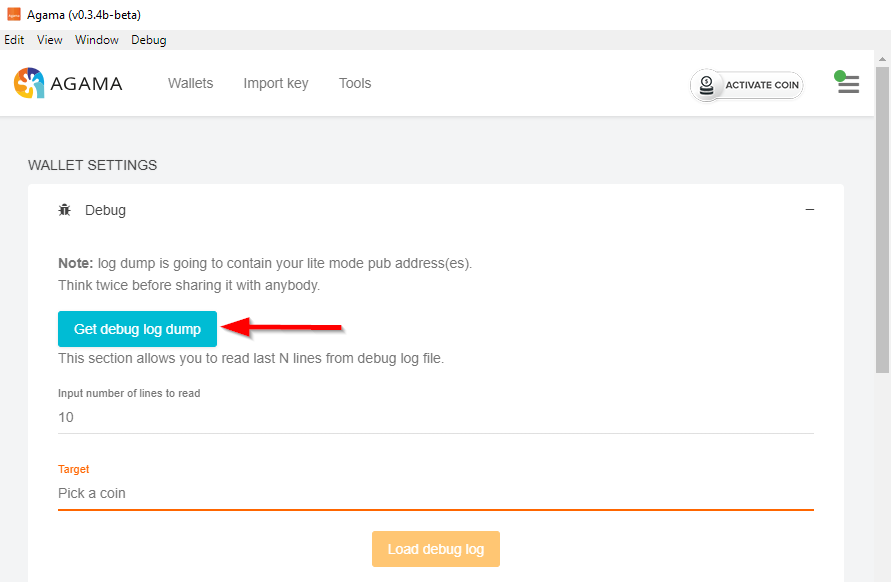 Agama (v0.3.4b-beta)
Edit View Window Debug
AGAMA Wallets Import key Tools ACTIVATE COIN
WALLET SETTINGS
Debug
Note: log dump is going to contain your lite mode pub address(es).
Think twice before sharing it with anybody.
Get debug log dump
This section allows you to read last N lines from debug log file.
Input number of lines to read
10
Target
Pick a coin
Load debug log